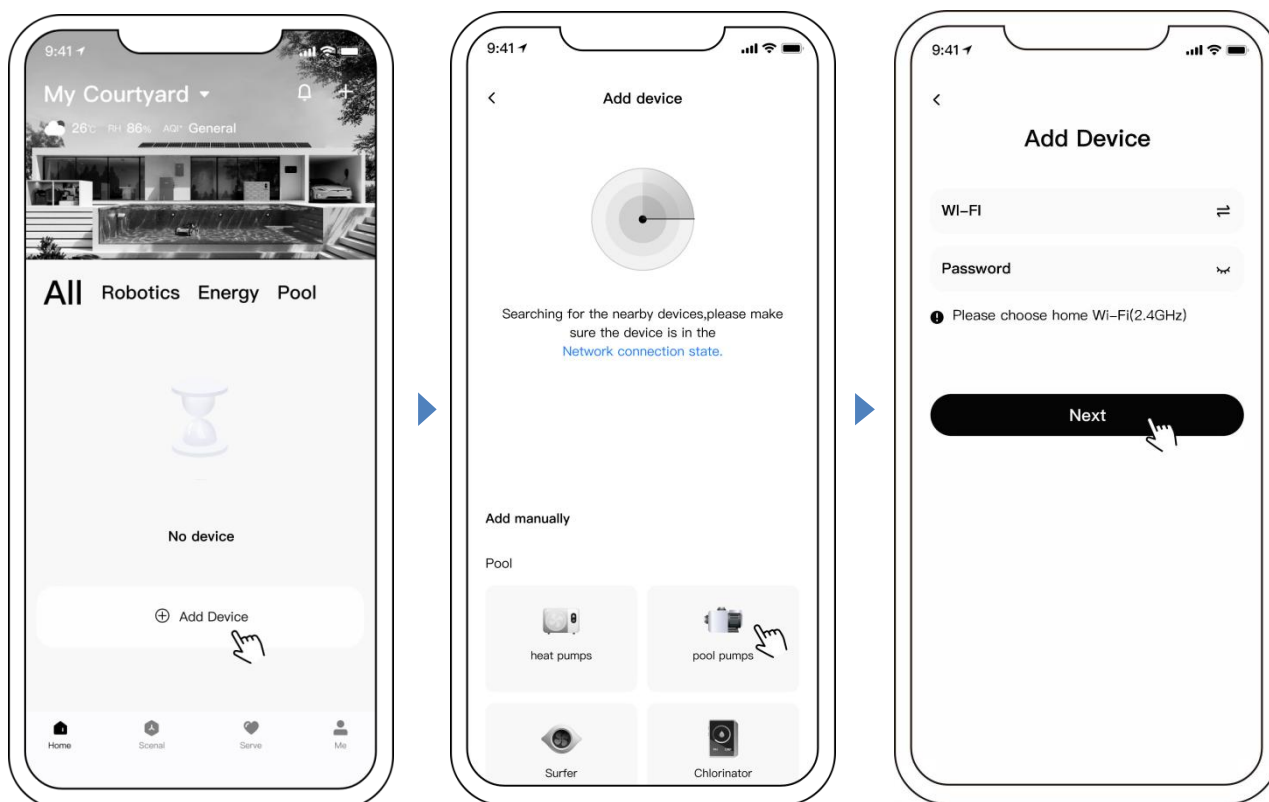 9:41
My Courtyard
26°C RH 86% AQI* General
All Robotics Energy Pool
No device
Add Device
Home Scenal Serve Me
9:41
Add device
Searching for the nearby devices,please make
sure the device is in the
Network connection state.
Add manually
Pool
heat pumps pool pumps
Surfer Chlorinator
9:41
Add Device
WI-FI
Password
Please choose home Wi-Fi(2.4GHz)
Next